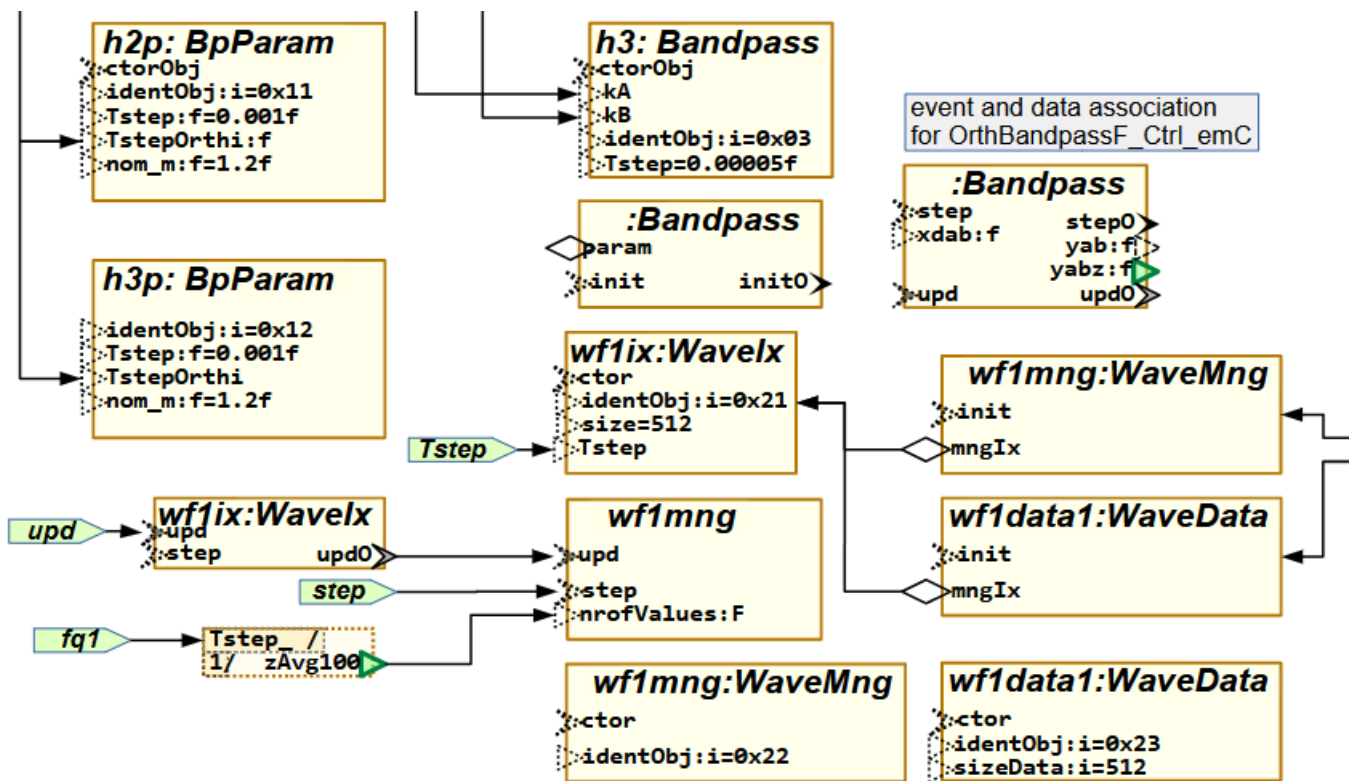 h2p: BpParam
ctorObj
identObj:i=0x11
Tstep:f=0.001f
TstepOrthi:f
nom_m:f=1.2f
h3: Bandpass
ctorObj
kA
kB
identObj:i=0x03
Tstep=0.00005f
event and data association
for OrthBandpassF_Ctrl_emC
:Bandpass
param
init
initO
:Bandpass
step
xdab:f
stepO
yab:f
yabz:f
upd
updO
h3p: BpParam
identObj:i=0x12
Tstep:f=0.001f
TstepOrthi
nom_m:f=1.2f
wf1ix:WaveIx
ctor
identObj:i=0x21
size=512
Tstep
Tstep
wf1mng:WaveMng
init
mngIx
upd
wf1ix:WaveIx
upd
step
updO
wf1mng
upd
step
nrofValues:F
step
fq1
Tstep_ /
1/ zAvg100
wf1data1:WaveData
init
mngIx
wf1mng:WaveMng
ctor
identObj:i=0x22
wf1data1:WaveData
ctor
identObj:i=0x23
sizeData:i=512